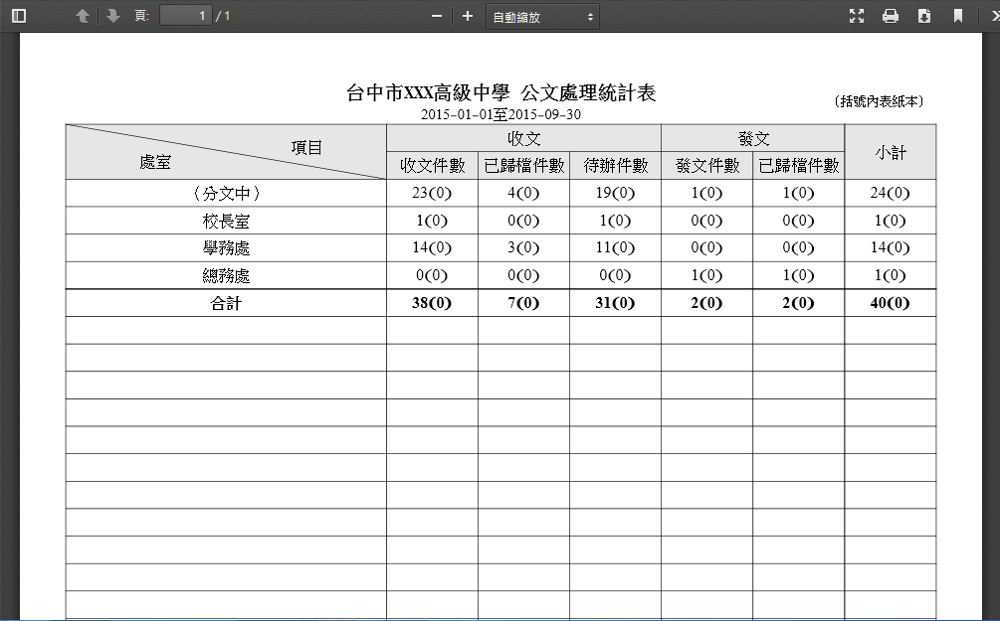 頁: 1 / 1 自動縮放
台中市XXX高級中學 公文處理統計表
2015-01-01至2015-09-30
(括號內表紙本)
項目 處室 收文 發文 小計
收文件數 已歸檔件數 待辦件數 發文件數 已歸檔件數
(分文中) 23(0) 4(0) 19(0) 1(0) 1(0) 24(0)
校長室 1(0) 0(0) 1(0) 0(0) 0(0) 1(0)
學務處 14(0) 3(0) 11(0) 0(0) 0(0) 14(0)
總務處 0(0) 0(0) 0(0) 1(0) 1(0) 1(0)
合計 38(0) 7(0) 31(0) 2(0) 2(0) 40(0)